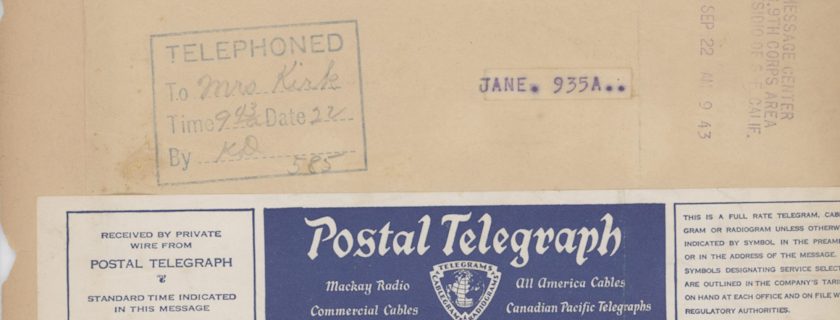 TELEPHONED
To Mrs Kirk
Time 9 43 Date 22
By KD
585
JANE. 935A..
MESSAGE CENTER
9TH CORPS AREA
OF CALIF.
SEP 22 AM 9 43
RECEIVED BY PRIVATE
WIRE FROM
POSTAL TELEGRAPH
STANDARD TIME INDICATED
IN THIS MESSAGE
Postal Telegraph
Mackay Radio
All America Cables
Commercial Cables
Canadian Pacific Telegraphs
TELEGRAMS
CABLEGRAMS
RADIOGRAMS
THIS IS A FULL RATE TELEGRAM, CAB
GRAM OR RADIOGRAM UNLESS OTHERW
INDICATED BY SYMBOL IN THE PREAM
OR IN THE ADDRESS OF THE MESSAGE.
SYMBOLS DESIGNATING SERVICE SELEC
ARE OUTLINED IN THE COMPANY'S TARI
ON HAND AT EACH OFFICE AND ON FILE W
REGULATORY AUTHORITIES.